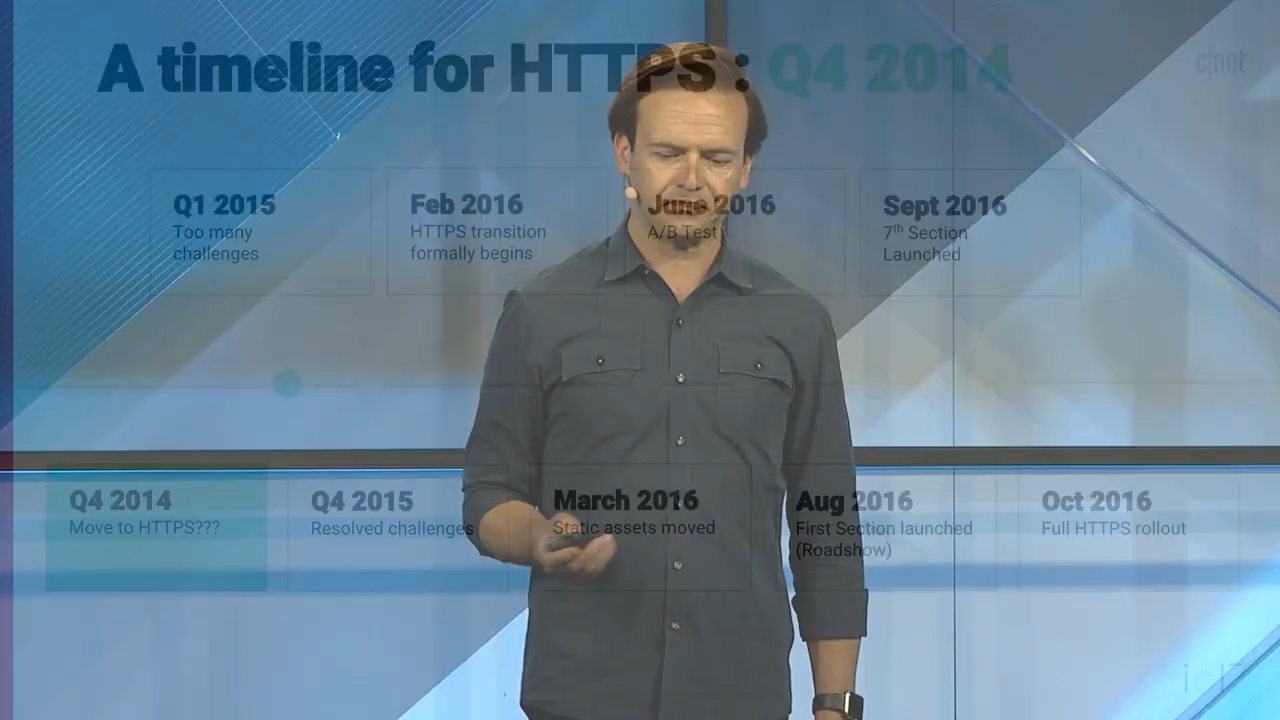 A timeline for HTTPS : Q4 2014
c|net
Q1 2015
Too many
challenges
Feb 2016
HTTPS transition
formally begins
2016
A/B Test
Sept 2016
7th Section
Launched
Q4 2014
Move to HTTPS???
Q4 2015
Resolved challenges
March 2016
Static assets moved
Aug 2016
First Section launched
(Roadshow)
Oct 2016
Full HTTPS rollout